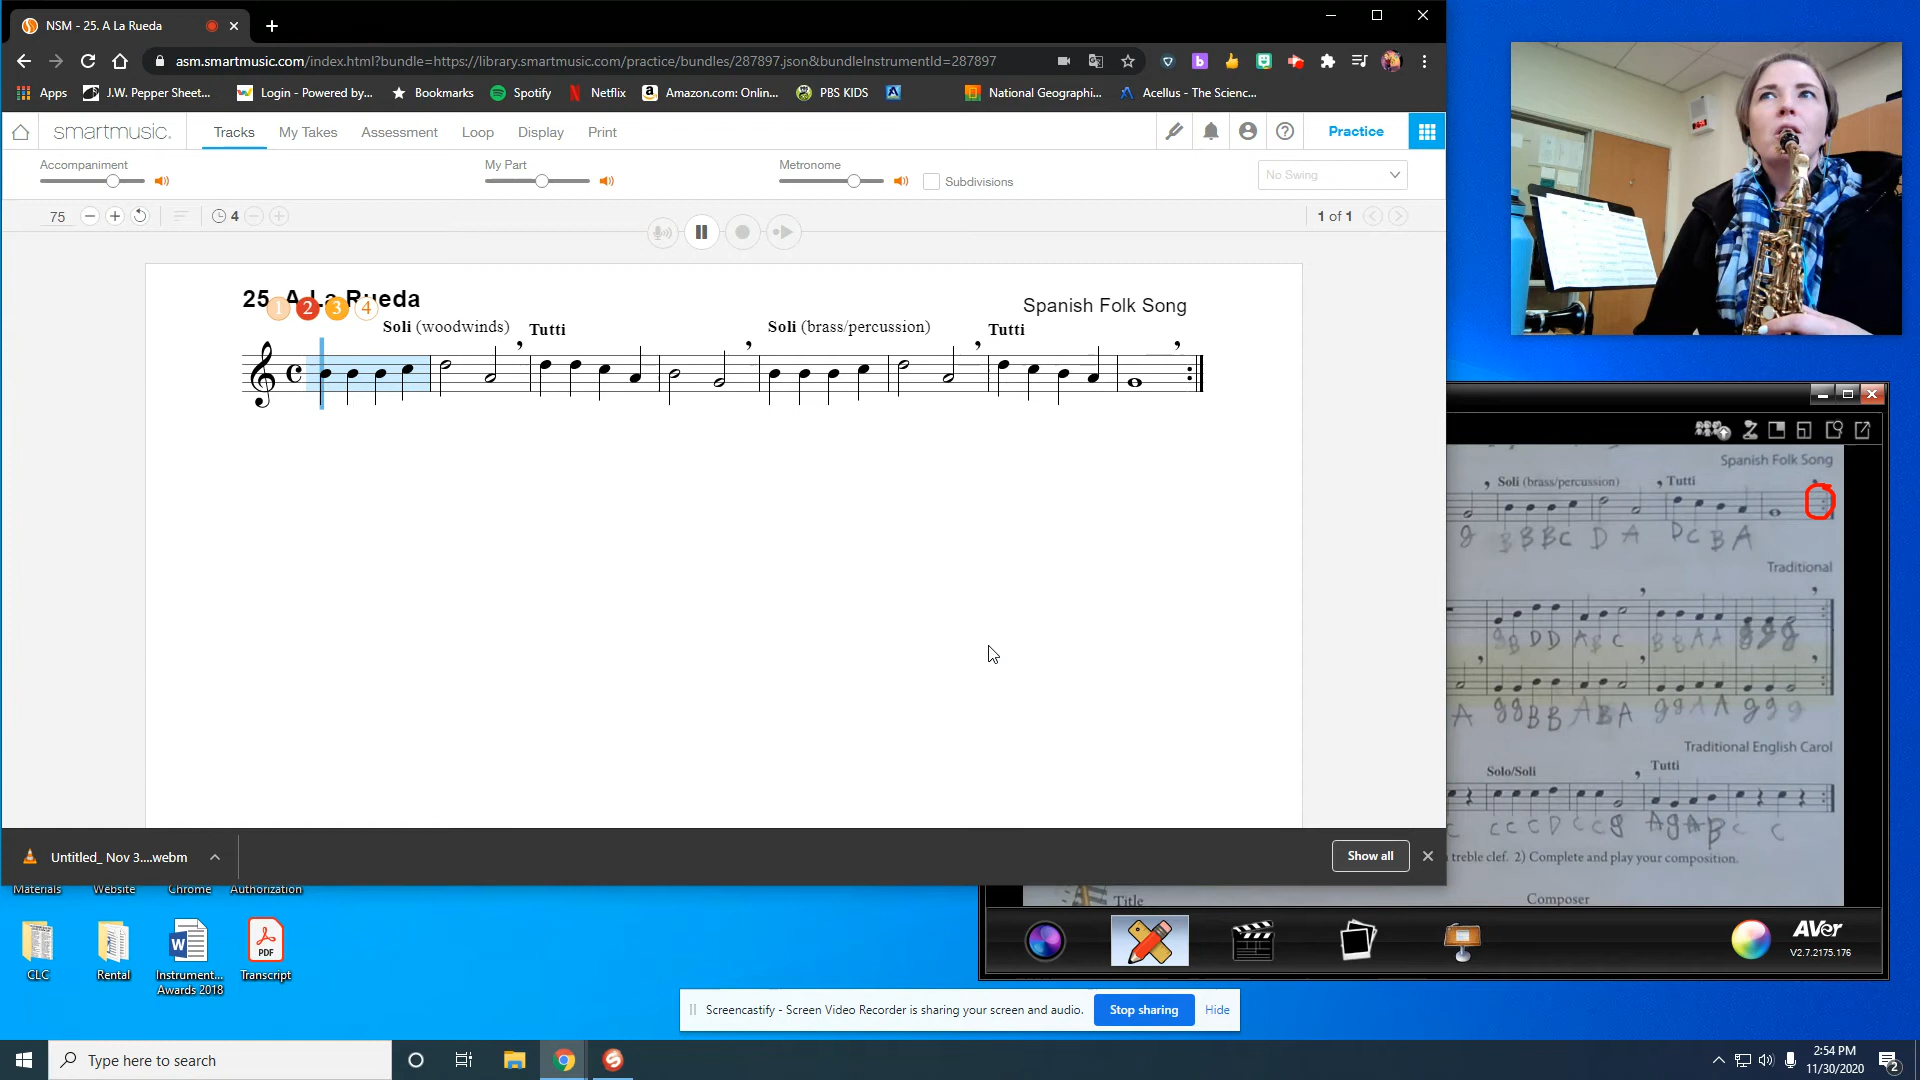 NSM - 25. A La Rueda
asm.smartmusic.com/index.html?bundle=https://library.smartmusic.com/practice/bundles/287897.json&bundleInstrumentId=287897
Apps J.W. Pepper Sheet... Login - Powered by... Bookmarks Spotify Netflix Amazon.com: Onlin... PBS KIDS National Geographi... Acellus - The Scienc...
smartmusic. Tracks My Takes Assessment Loop Display Print Practice
Accompaniment My Part Metronome
Subdivisions No Swing
75 4 1 of 1
25. A La Rueda
1 2 3 4
Spanish Folk Song
Soli (woodwinds) Tutti Soli (brass/percussion) Tutti
Spanish Folk Song
Soli (brass/percussion) Tutti
g B B B C D A D C B A
Traditional
g B D D A B C B B A A g g g
A g g B B A B A g g A A g g g
Traditional English Carol
Solo/Soli Tutti
C C C D C C g A g A B C C
treble clef. 2) Complete and play your composition.
Title Composer
Untitled_ Nov 3....webm Show all
Materials Website Chrome Authorization
CLC Rental Instrument... Awards 2018 Transcript
PDF
AVer
V2.7.2175.176
Screencastify - Screen Video Recorder is sharing your screen and audio. Stop sharing Hide
Type here to search
2:54 PM
11/30/2020
2